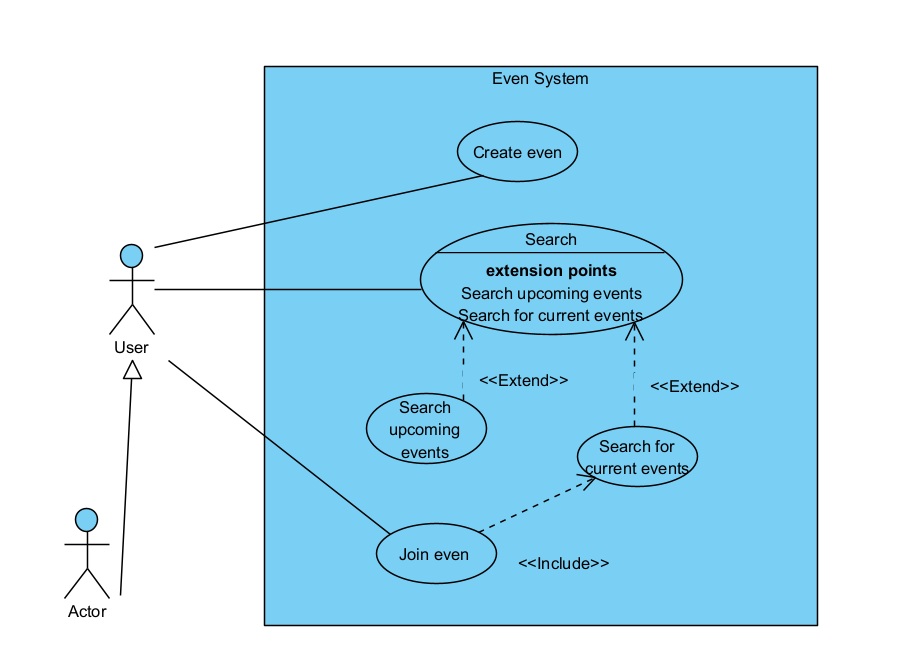 Even System
Create even
Search
extension points
Search upcoming events
Search for current events
User
<<Extend>>
<<Extend>>
Search
upcoming
events
Search for
current events
Join even
<<Include>>
Actor